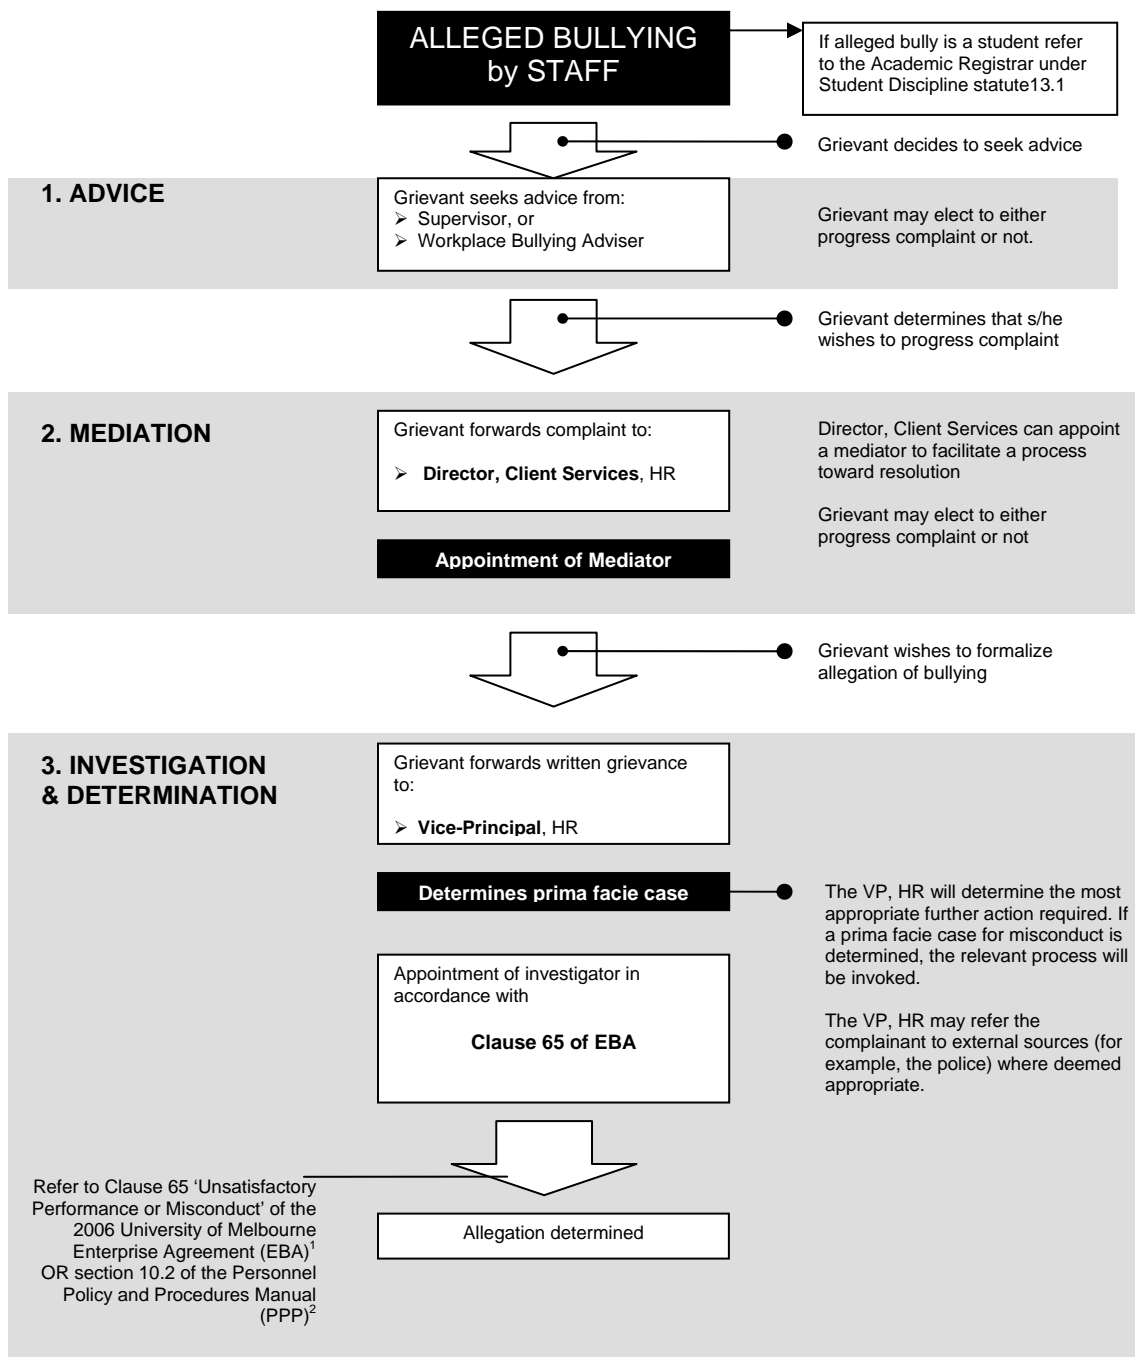 ALLEGED BULLYING
by STAFF
If alleged bully is a student refer
to the Academic Registrar under
Student Discipline statute13.1
Grievant decides to seek advice
1. ADVICE
Grievant seeks advice from:
➢ Supervisor, or
➢ Workplace Bullying Adviser
Grievant may elect to either
progress complaint or not.
Grievant determines that s/he
wishes to progress complaint
2. MEDIATION
Grievant forwards complaint to:
➢ Director, Client Services, HR
Appointment of Mediator
Director, Client Services can appoint
a mediator to facilitate a process
toward resolution
Grievant may elect to either
progress complaint or not
Grievant wishes to formalize
allegation of bullying
3. INVESTIGATION
& DETERMINATION
Grievant forwards written grievance
to:
➢ Vice-Principal, HR
Determines prima facie case
The VP, HR will determine the most
appropriate further action required. If
a prima facie case for misconduct is
determined, the relevant process will
be invoked.
The VP, HR may refer the
complainant to external sources (for
example, the police) where deemed
appropriate.
Appointment of investigator in
accordance with
Clause 65 of EBA
Refer to Clause 65 ‘Unsatisfactory
Performance or Misconduct’ of the
2006 University of Melbourne
Enterprise Agreement (EBA)¹
OR section 10.2 of the Personnel
Policy and Procedures Manual
(PPP)²
Allegation determined